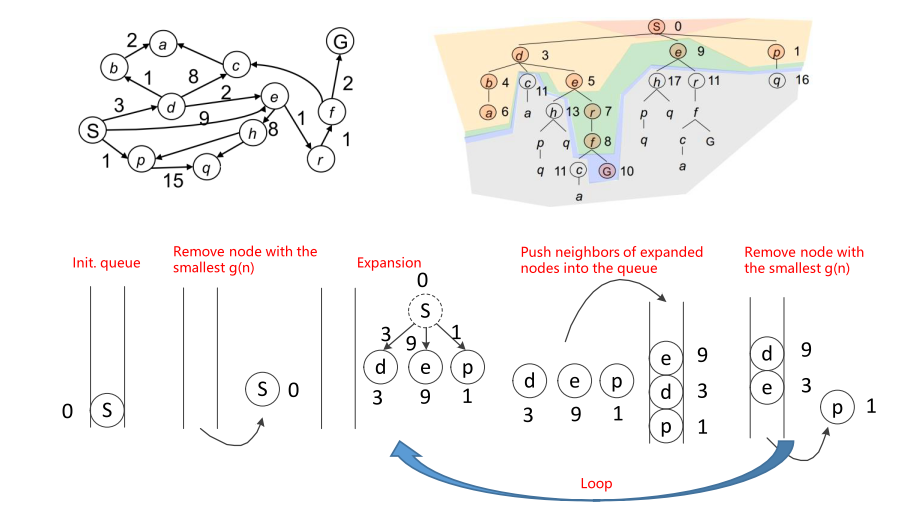 G
2
a
b
c
8
1
2
2
3
d
e
f
9
S
h
8
1
1
1
p
q
r
15
S 0
d 3
e 9
p 1
b 4
c
11
e 5
h 17
r 11
q 16
a 6
a
h 13
r 7
p
q
f
p
q
f 8
q
c
G
q
11 c
G 10
a
a
Init. queue
Remove node with the
smallest g(n)
Expansion
Push neighbors of expanded
nodes into the queue
Remove node with
the smallest g(n)
0 S
S 0
0
S
3
9
1
d e p
3 9 1
d e p
3 9 1
e 9
d 3
p 1
d 9
e 3
p 1
Loop